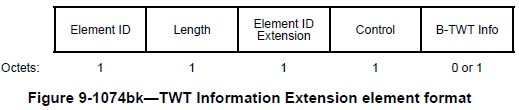 Element ID Length Element ID Extension Control B-TWT Info
Octets: 1 1 1 1 0 or 1
Figure 9-1074bk—TWT Information Extension element format